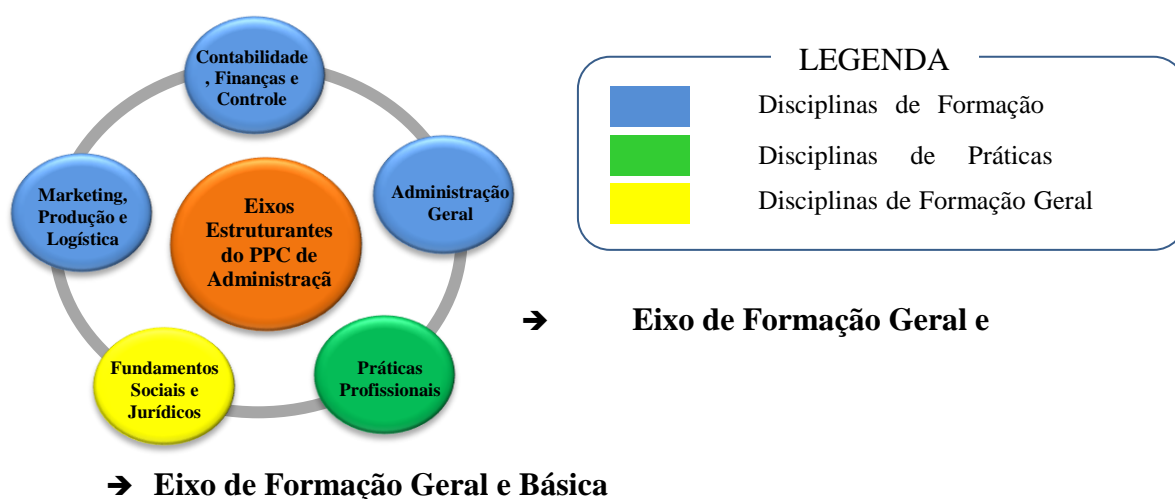 Contabilidade
, Finanças e
Controle
Marketing,
Produção e
Logística
Eixos
Estruturantes
do PPC de
Administraçã
Administração
Geral
Fundamentos
Sociais e
Jurídicos
Práticas
Profissionais
LEGENDA
Disciplinas de Formação
Disciplinas de Práticas
Disciplinas de Formação Geral
➔ Eixo de Formação Geral e
➔ Eixo de Formação Geral e Básica